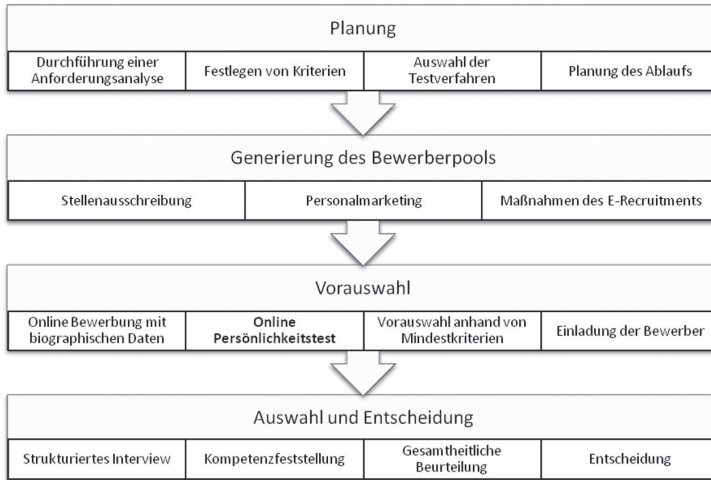 Planung
Durchführung einer
Anforderungsanalyse
Festlegen von Kriterien
Auswahl der
Testverfahren
Planung des Ablaufs
Generierung des Bewerberpools
Stellenausschreibung
Personalmarketing
Maßnahmen des E-Recruitments
Vorauswahl
Online Bewerbung mit
biographischen Daten
Online
Persönlichkeitstest
Vorauswahl anhand von
Mindestkriterien
Einladung der Bewerber
Auswahl und Entscheidung
Strukturiertes Interview
Kompetenzfeststellung
Gesamtheitliche
Beurteilung
Entscheidung